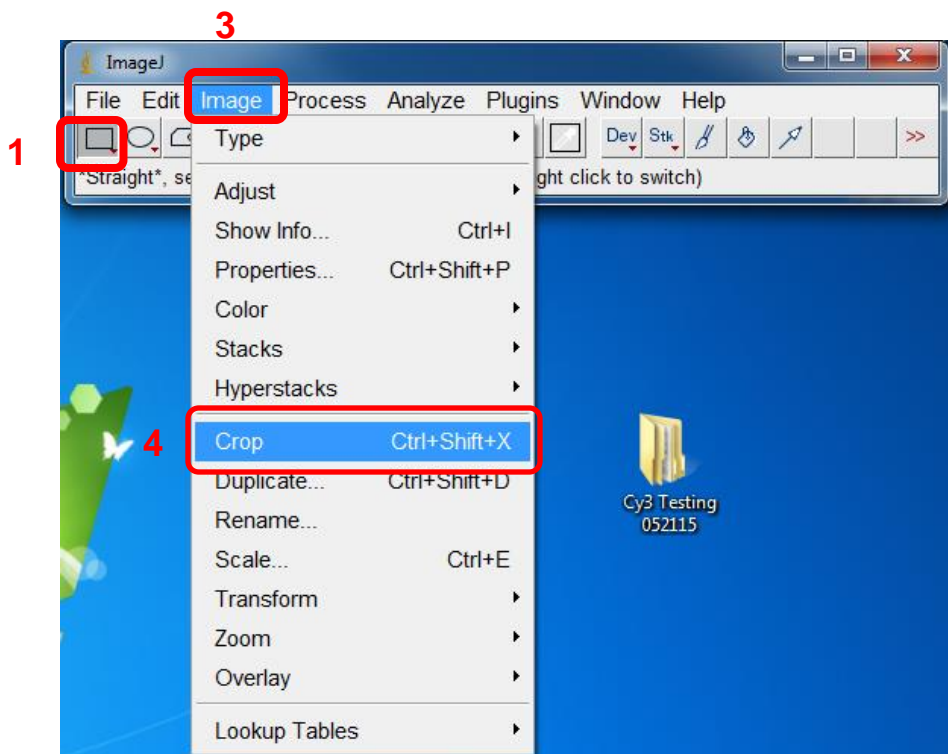 3
ImageJ
File Edit Image Process Analyze Plugins Window Help
1
Dev Stk >>
*Straight*, se ght click to switch)
Type
Adjust
Show Info... Ctrl+I
Properties... Ctrl+Shift+P
Color
Stacks
Hyperstacks
4 Crop Ctrl+Shift+X
Duplicate... Ctrl+Shift+D
Rename...
Scale... Ctrl+E
Transform
Zoom
Overlay
Lookup Tables
Cy3 Testing
052115